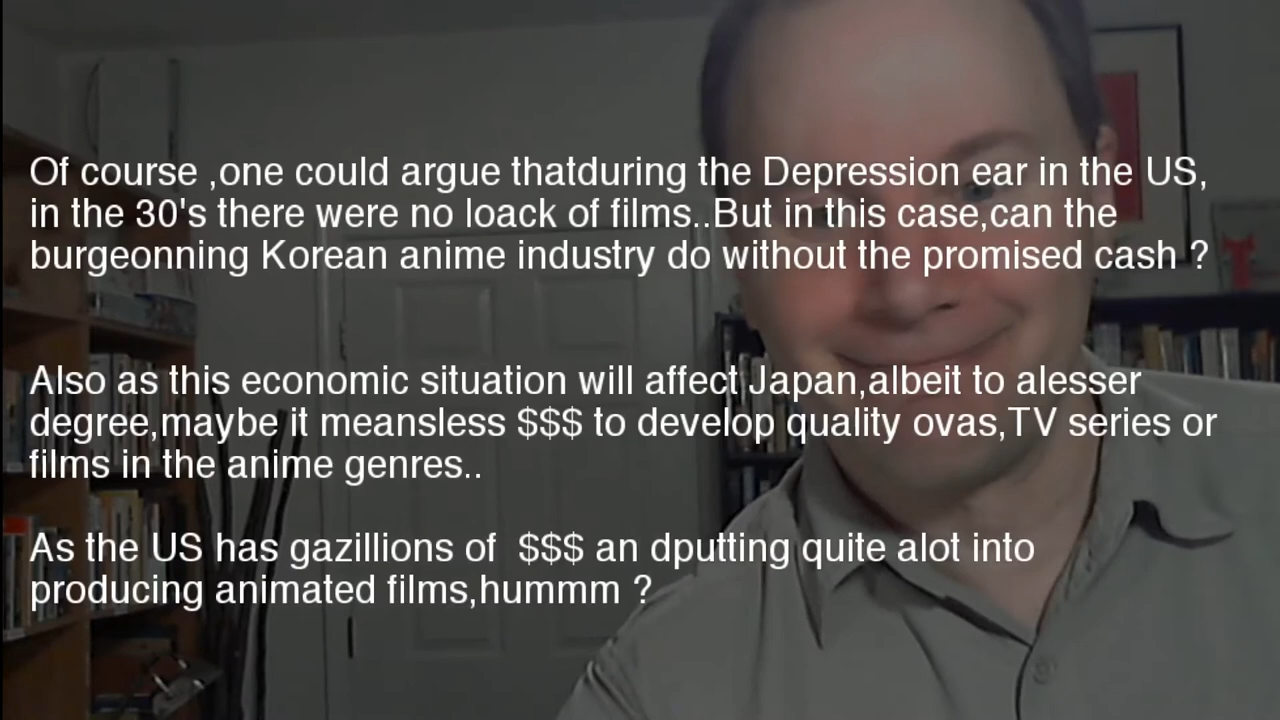 Of course ,one could argue thatduring the Depression ear in the US,
in the 30's there were no loack of films..But in this case,can the
burgeonning Korean anime industry do without the promised cash ?
Also as this economic situation will affect Japan,albeit to alesser
degree,maybe it meansless $$$ to develop quality ovas,TV series or
films in the anime genres..
As the US has gazillions of  $$$ an dputting quite alot into
producing animated films,hummm ?